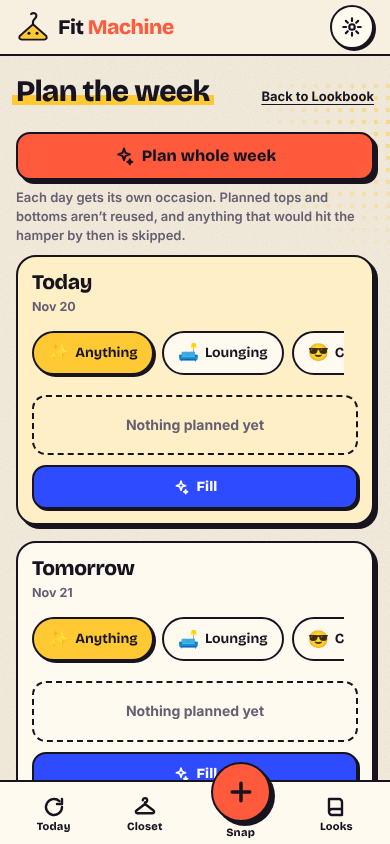 Fit Machine
Plan the week
Back to Lookbook
Plan whole week
Each day gets its own occasion. Planned tops and
bottoms aren’t reused, and anything that would hit the
hamper by then is skipped.
Today
Nov 20
Anything
Lounging
C
Nothing planned yet
Fill
Tomorrow
Nov 21
Anything
Lounging
C
Nothing planned yet
Fill
Today
Closet
Snap
Looks